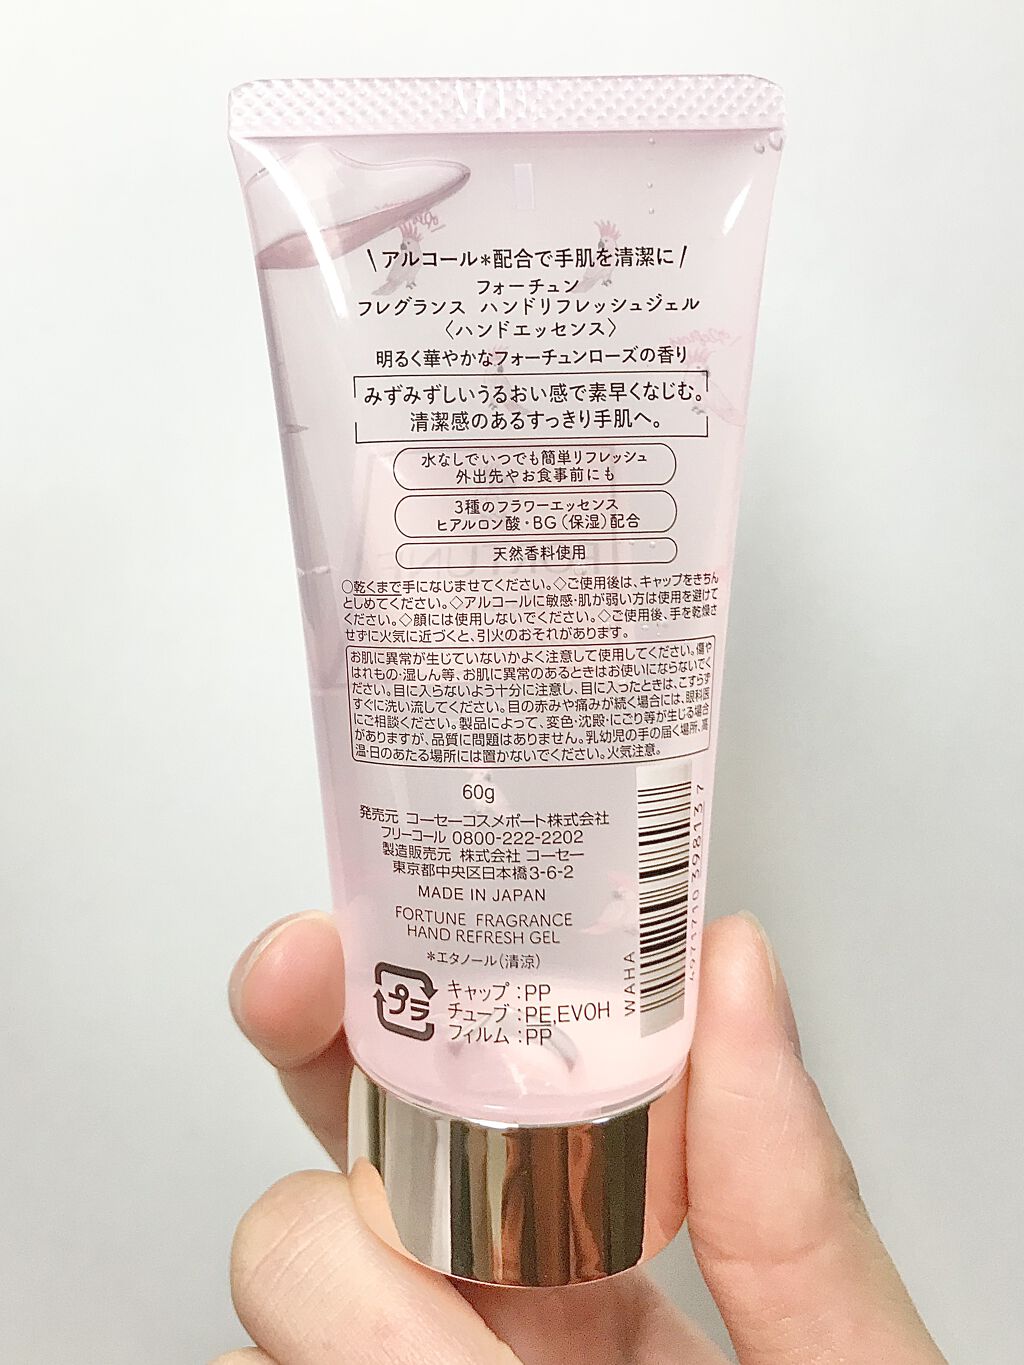 \アルコール*配合で手肌を清潔に/
フォーチュン
フレグランス ハンドリフレッシュジェル
〈ハンドエッセンス〉
明るく華やかなフォーチュンローズの香り
みずみずしいうるおい感で素早くなじむ。
清潔感のあるすっきり手肌へ。
水なしでいつでも簡単リフレッシュ
外出先やお食事前にも
3種のフラワーエッセンス
ヒアルロン酸・BG(保湿)配合
天然香料使用
○乾くまで手になじませてください。◇ご使用後は、キャップをきちん
としめてください。◇アルコールに敏感・肌が弱い方は使用を避けて
ください。◇顔には使用しないでください。◇ご使用後、手を乾燥さ
せずに火気に近づくと、引火のおそれがあります。
お肌に異常が生じていないかよく注意して使用してください。傷や
はれもの・湿しん等、お肌に異常のあるときはお使いにならないでく
ださい。目に入らないよう十分に注意し、目に入ったときは、こすらず
すぐに洗い流してください。目の赤みや痛みが続く場合には、眼科医
にご相談ください。製品によって、変色・沈殿・にごり等が生じる場合
がありますが、品質に問題はありません。乳幼児の手の届く場所、高
温・日のあたる場所には置かないでください。火気注意。
60g
発売元 コーセーコスメポート株式会社
フリーコール 0800-222-2202
製造販売元 株式会社 コーセー
東京都中央区日本橋3-6-2
MADE IN JAPAN
FORTUNE FRAGRANCE
HAND REFRESH GEL
*エタノール(清涼)
プラ
キャップ:PP
チューブ:PE,EVOH
フィルム:PP
WAHA
4971710398137